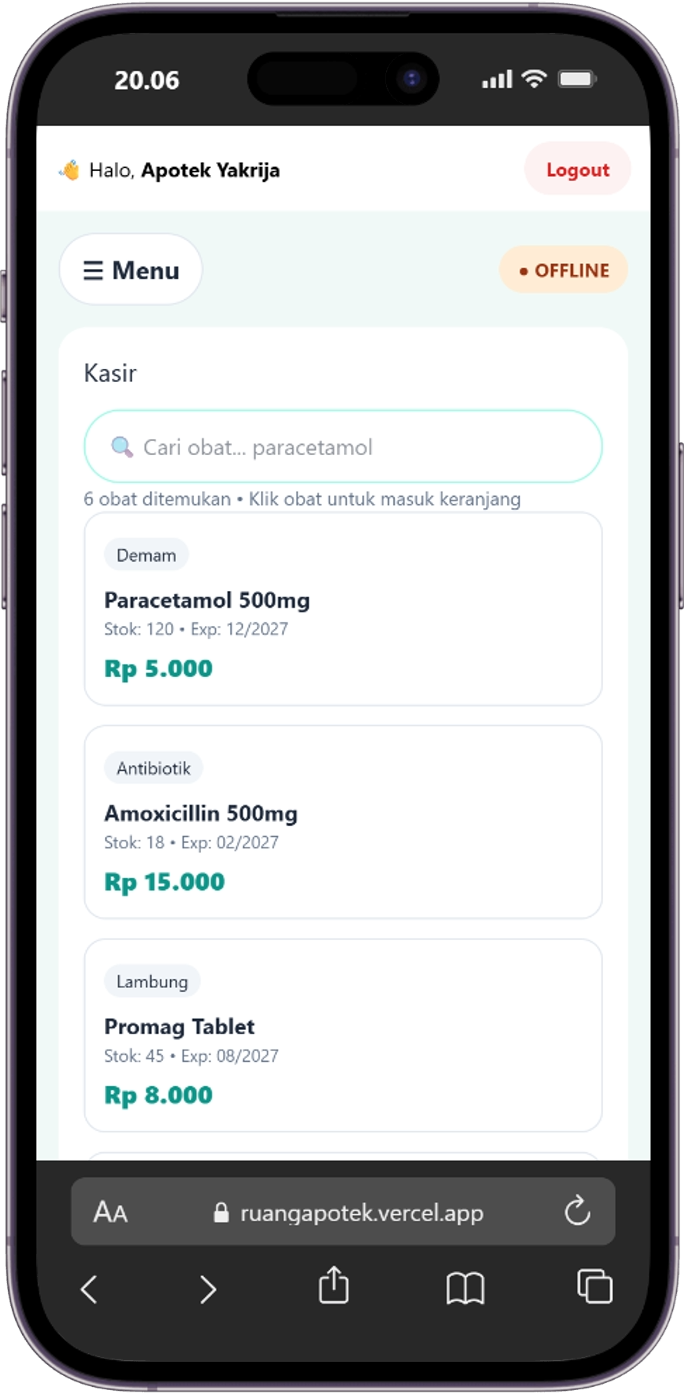 20.06
👋 Halo, Apotek Yakrija
Logout
☰ Menu
• OFFLINE
Kasir
🔍 Cari obat... paracetamol
6 obat ditemukan • Klik obat untuk masuk keranjang
Demam
Paracetamol 500mg
Stok: 120 • Exp: 12/2027
Rp 5.000
Antibiotik
Amoxicillin 500mg
Stok: 18 • Exp: 02/2027
Rp 15.000
Lambung
Promag Tablet
Stok: 45 • Exp: 08/2027
Rp 8.000
AA
ruangapotek.vercel.app